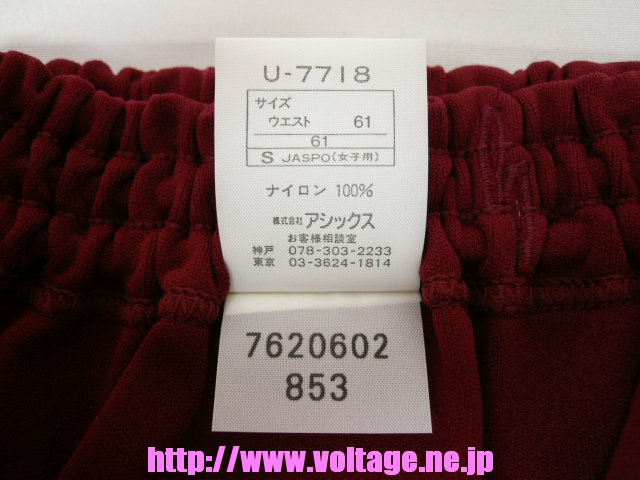 U-7718
サイズ
ウエスト 61
61
S JASPO(女子用)
ナイロン 100%
株式会社 アシックス
お客様相談室
神戸 078-303-2233
東京 03-3624-1814
7620602
853
http://www.voltage.ne.jp